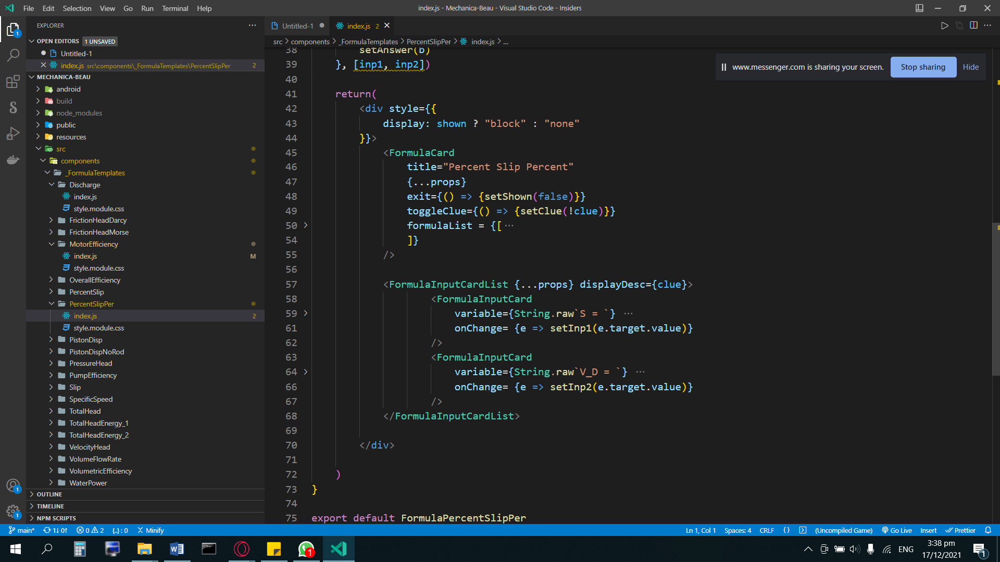 File Edit Selection View Go Run Terminal Help
index.js - Mechanica-Beau - Visual Studio Code - Insiders
EXPLORER
OPEN EDITORS 1 UNSAVED
Untitled-1
index.js src\components\_FormulaTemplates\PercentSlipPer 2
MECHANICA-BEAU
android
build
node_modules
public
resources
src
components
_FormulaTemplates
Discharge
index.js
style.module.css
FrictionHeadDarcy
FrictionHeadMorse
MotorEfficiency
index.js M
style.module.css
OverallEfficiency
PercentSlip
PercentSlipPer
index.js 2
style.module.css
PistonDisp
PistonDispNoRod
PressureHead
PumpEfficiency
Slip
SpecificSpeed
TotalHead
TotalHeadEnergy_1
TotalHeadEnergy_2
VelocityHead
VolumeFlowRate
VolumetricEfficiency
WaterPower
OUTLINE
TIMELINE
NPM SCRIPTS
1
1
1
Untitled-1
index.js 2
src > components > _FormulaTemplates > PercentSlipPer > index.js > ...
www.messenger.com is sharing your screen. Stop sharing Hide
38 setAnswer(b)
39 }, [inp1, inp2])
40
41 return(
42 <div style={{
43 display: shown ? "block" : "none"
44 }}>
45 <FormulaCard
46 title="Percent Slip Percent"
47 {...props}
48 exit={() => {setShown(false)}}
49 toggleClue={() => {setClue(!clue)}}
50 formulaList = {[ ...
54 ]}
55 />
56
57 <FormulaInputCardList {...props} displayDesc={clue}>
58 <FormulaInputCard
59 variable={String.raw`S = `} ...
61 onChange= {e => setInp1(e.target.value)}
62 />
63 <FormulaInputCard
64 variable={String.raw`V_D = `} ...
66 onChange= {e => setInp2(e.target.value)}
67 />
68 </FormulaInputCardList>
69
70 </div>
71
72 )
73 }
74
75 export default FormulaPercentSlipPer
main* 1↓ 0↑ 0 2 {..} : 0 Minify
Ln 1, Col 1 Spaces: 4 CRLF { } (Uncompiled Game) Go Live Insert Prettier
1
ENG
3:38 pm
17/12/2021
1